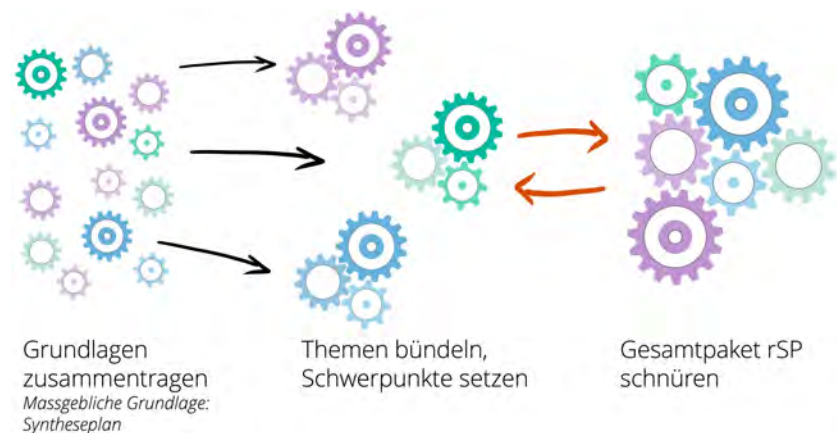 Grundlagen
zusammentragen
Massgebliche Grundlage:
Syntheseplan
Themen bündeln,
Schwerpunkte setzen
Gesamtpaket rSP
schnüren